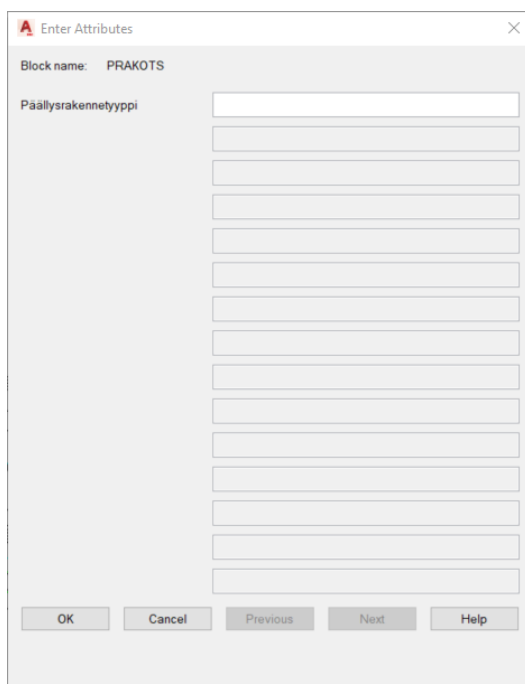 Enter Attributes
Block name: PRAKOTS
Päällysrakennetyyppi
OK Cancel Previous Next Help